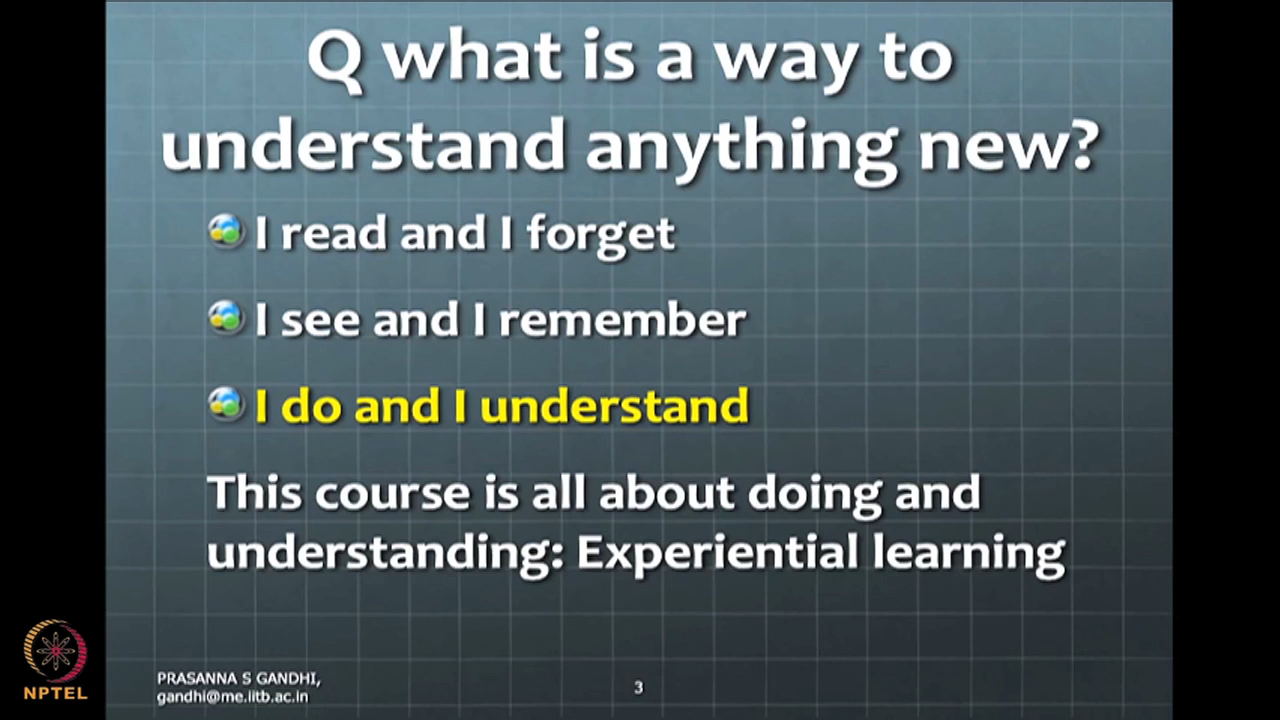 Q what is a way to
understand anything new?
I read and I forget
I see and I remember
I do and I understand
This course is all about doing and
understanding: Experiential learning
PRASANNA S GANDHI,
gandhi@me.iitb.ac.in
3
NPTEL